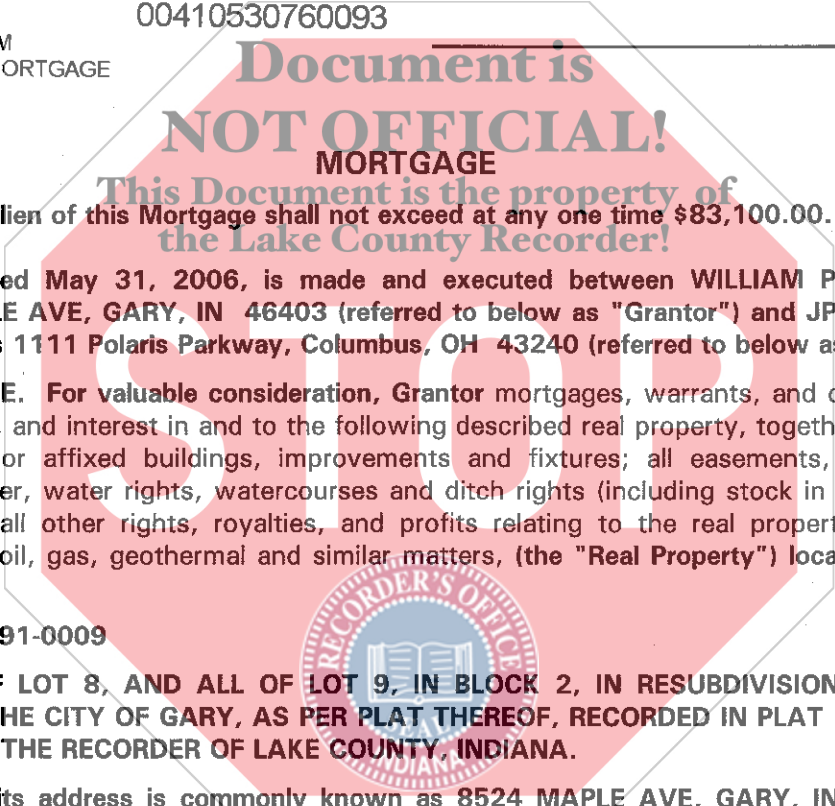 00410530760093
ORTGAGE
Document is
NOT OFFICIAL!
MORTGAGE
This Document is the property of
lien of this Mortgage shall not exceed at any one time $83,100.00.
the Lake County Recorder!
ed May 31, 2006, is made and executed between WILLIAM P
E AVE, GARY, IN 46403 (referred to below as "Grantor") and JP
1111 Polaris Parkway, Columbus, OH 43240 (referred to below as
E. For valuable consideration, Grantor mortgages, warrants, and
and interest in and to the following described real property, togeth
or affixed buildings, improvements and fixtures; all easements,
er, water rights, watercourses and ditch rights (including stock in
all other rights, royalties, and profits relating to the real propert
oil, gas, geothermal and similar matters, (the "Real Property") loca
STOP
RECORDER'S OFFICE
91-0009
LOT 8, AND ALL OF LOT 9, IN BLOCK 2, IN RESUBDIVISION
HE CITY OF GARY, AS PER PLAT THEREOF, RECORDED IN PLAT
SEAL
THE RECORDER OF LAKE COUNTY, INDIANA.
INDIANA
its address is commonly known as 8524 MAPLE AVE, GARY, IN